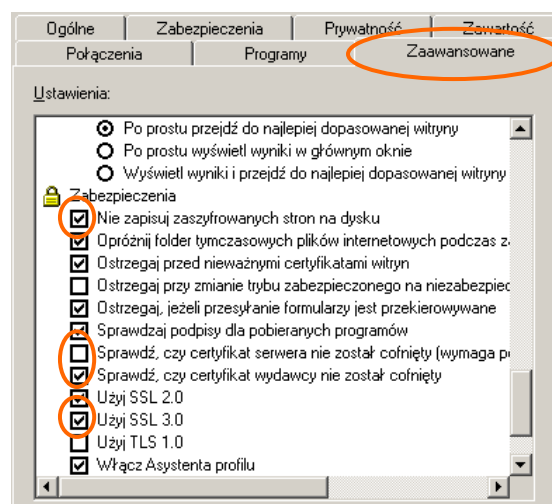 Ogólne Zabezpieczenia Prywatność Zawartość
Połączenia Programy Zaawansowane
Ustawienia:
Po prostu przejdź do najlepiej dopasowanej witryny
Po prostu wyświetl wyniki w głównym oknie
Wyświetl wyniki i przejdź do najlepiej dopasowanej witryny
Zabezpieczenia
Nie zapisuj zaszyfrowanych stron na dysku
Opróżnij folder tymczasowych plików internetowych podczas z
Ostrzegaj przed nieważnymi certyfikatami witryn
Ostrzegaj przy zmianie trybu zabezpieczonego na niezabezpiec
Ostrzegaj, jeżeli przesyłanie formularzy jest przekierowywane
Sprawdzaj podpisy dla pobieranych programów
Sprawdź, czy certyfikat serwera nie został cofnięty (wymaga p
Sprawdź, czy certyfikat wydawcy nie został cofnięty
Użyj SSL 2.0
Użyj SSL 3.0
Użyj TLS 1.0
Włącz Asystenta profilu